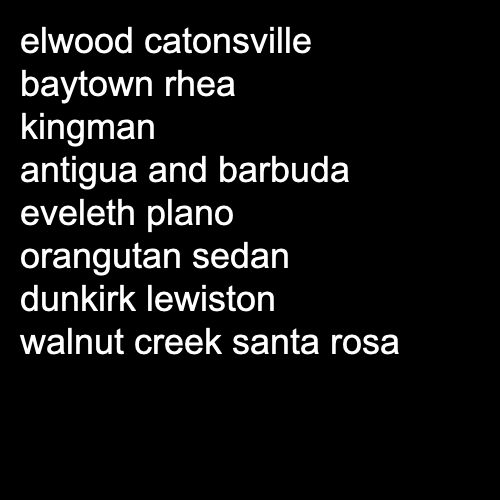 elwood catonsville
baytown rhea
kingman
antigua and barbuda
eveleth plano
orangutan sedan
dunkirk lewiston
walnut creek santa rosa